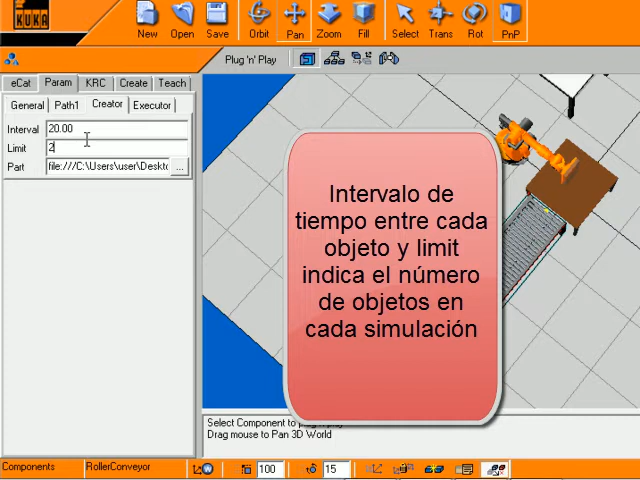 KUKA
New Open Save Orbit Pan Zoom Fill Select Trans Rot PnP
Plug 'n' Play
eCat Param KRC Create Teach
General Path1 Creator Executor
Interval 20.00
Limit 2
Part file:///C:\Users\user\Deskto ...
Intervalo de
tiempo entre cada
objeto y limit
indica el número
de objetos en
cada simulación
Select Component to
Drag mouse to Pan 3D World
Components RollerConveyor 100 15